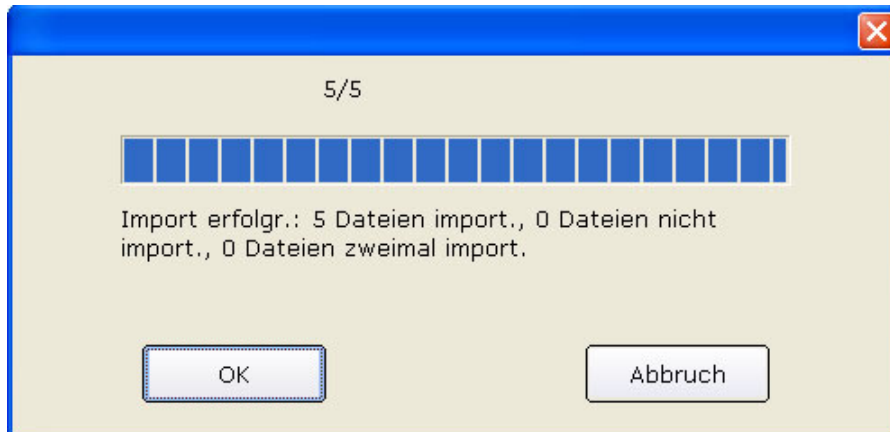 5/5
Import erfolgr.: 5 Dateien import., 0 Dateien nicht
import., 0 Dateien zweimal import.
OK
Abbruch